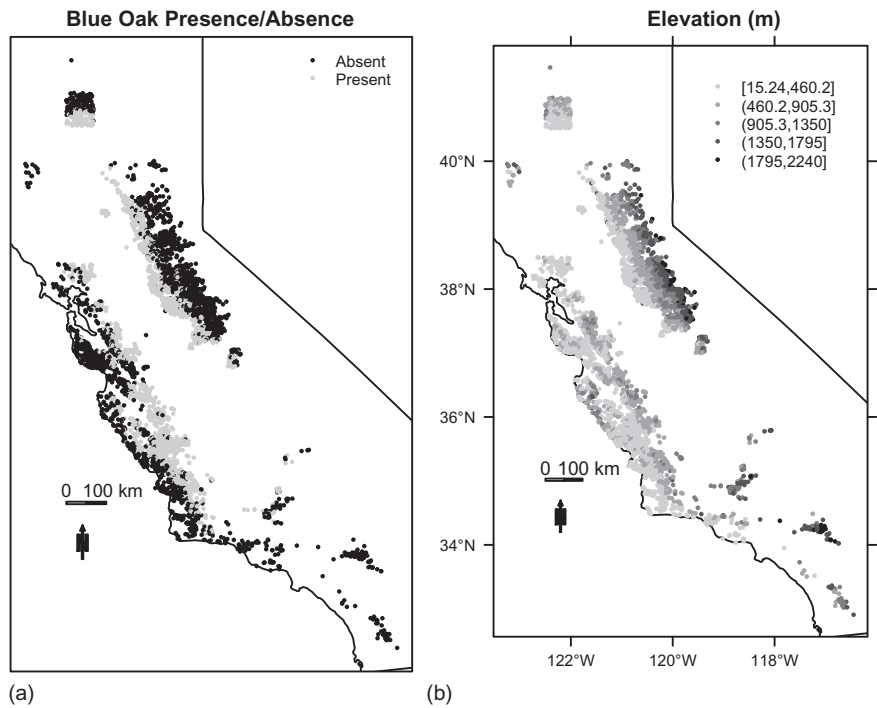 Blue Oak Presence/Absence
Absent
Present
0 100 km
(a)
Elevation (m)
[15.24,460.2]
(460.2,905.3]
(905.3,1350]
(1350,1795]
(1795,2240]
40°N
38°N
36°N
34°N
0 100 km
122°W 120°W 118°W
(b)